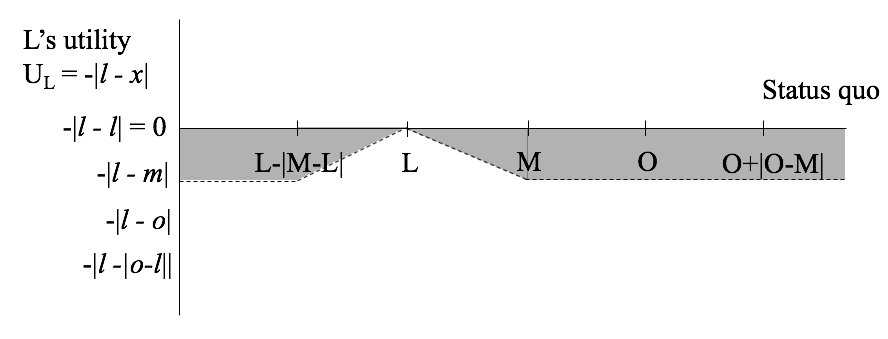 L's utility
U_L = -|l - x|
Status quo
-|l - l| = 0
L-|M-L| L M O O+|O-M|
-|l - m|
-|l - o|
-|l -|o-l||